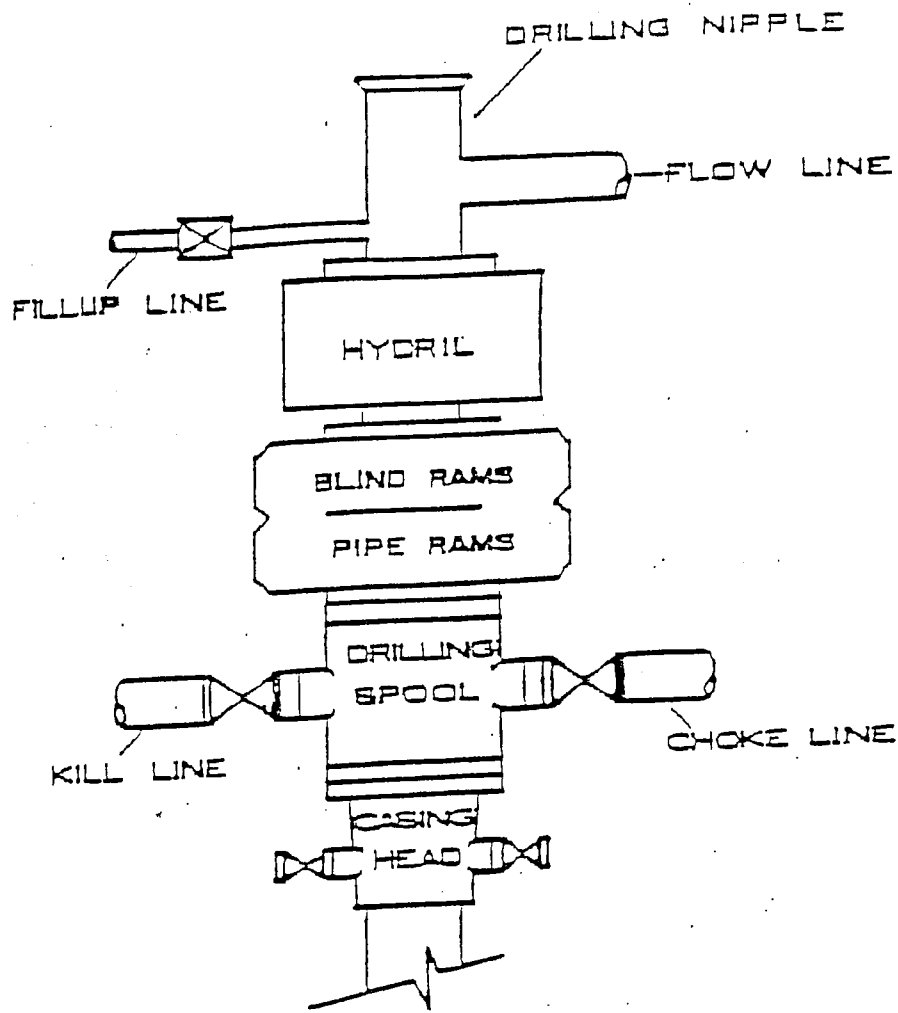 DRILLING NIPPLE
FLOW LINE
FILLUP LINE
HYDRIL
BLIND RAMS
PIPE RAMS
DRILLING
SPOOL
KILL LINE
CHOKE LINE
CASING
HEAD